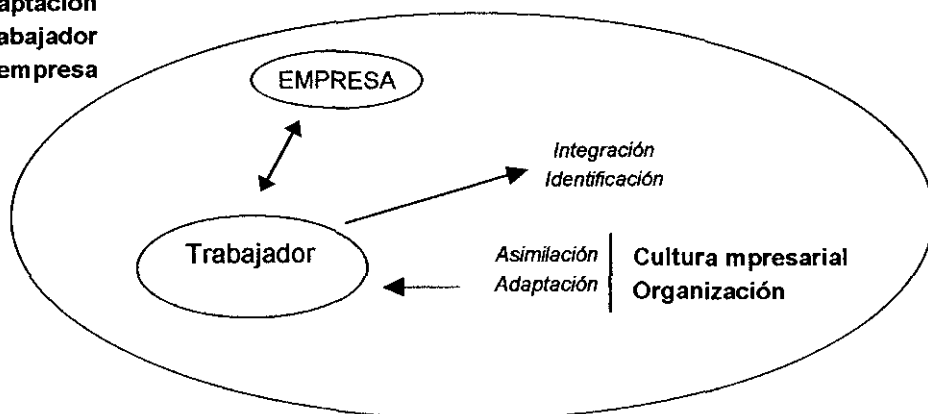 aptación
abajador
empresa
EMPRESA
Integración
Identificación
Trabajador
Asimilación
Adaptación
Cultura mpresarial
Organización